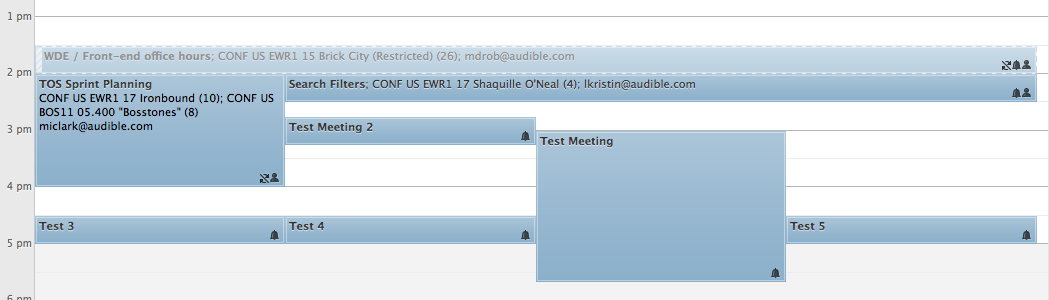 1 pm
WDE / Front-end office hours; CONF US EWR1 15 Brick City (Restricted) (26); mdrob@audible.com
2 pm
TOS Sprint Planning
CONF US EWR1 17 Ironbound (10); CONF US
BOS11 05.400 "Bosstones" (8)
miclark@audible.com
Search Filters; CONF US EWR1 17 Shaquille O'Neal (4); lkristin@audible.com
3 pm
Test Meeting 2
Test Meeting
4 pm
Test 3
Test 4
Test 5
5 pm
6 pm